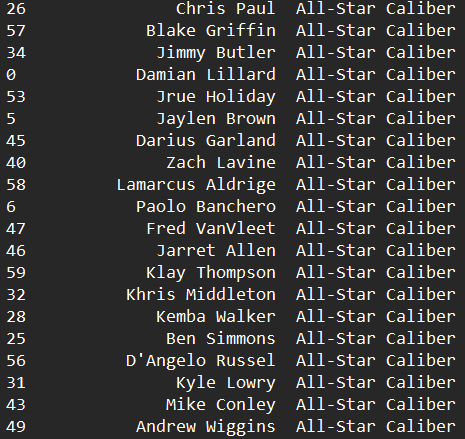 26 Chris Paul All-Star Caliber
57 Blake Griffin All-Star Caliber
34 Jimmy Butler All-Star Caliber
0 Damian Lillard All-Star Caliber
53 Jrue Holiday All-Star Caliber
5 Jaylen Brown All-Star Caliber
45 Darius Garland All-Star Caliber
40 Zach Lavine All-Star Caliber
58 Lamarcus Aldrige All-Star Caliber
6 Paolo Banchero All-Star Caliber
47 Fred VanVleet All-Star Caliber
46 Jarret Allen All-Star Caliber
59 Klay Thompson All-Star Caliber
32 Khris Middleton All-Star Caliber
28 Kemba Walker All-Star Caliber
25 Ben Simmons All-Star Caliber
56 D'Angelo Russel All-Star Caliber
31 Kyle Lowry All-Star Caliber
43 Mike Conley All-Star Caliber
49 Andrew Wiggins All-Star Caliber